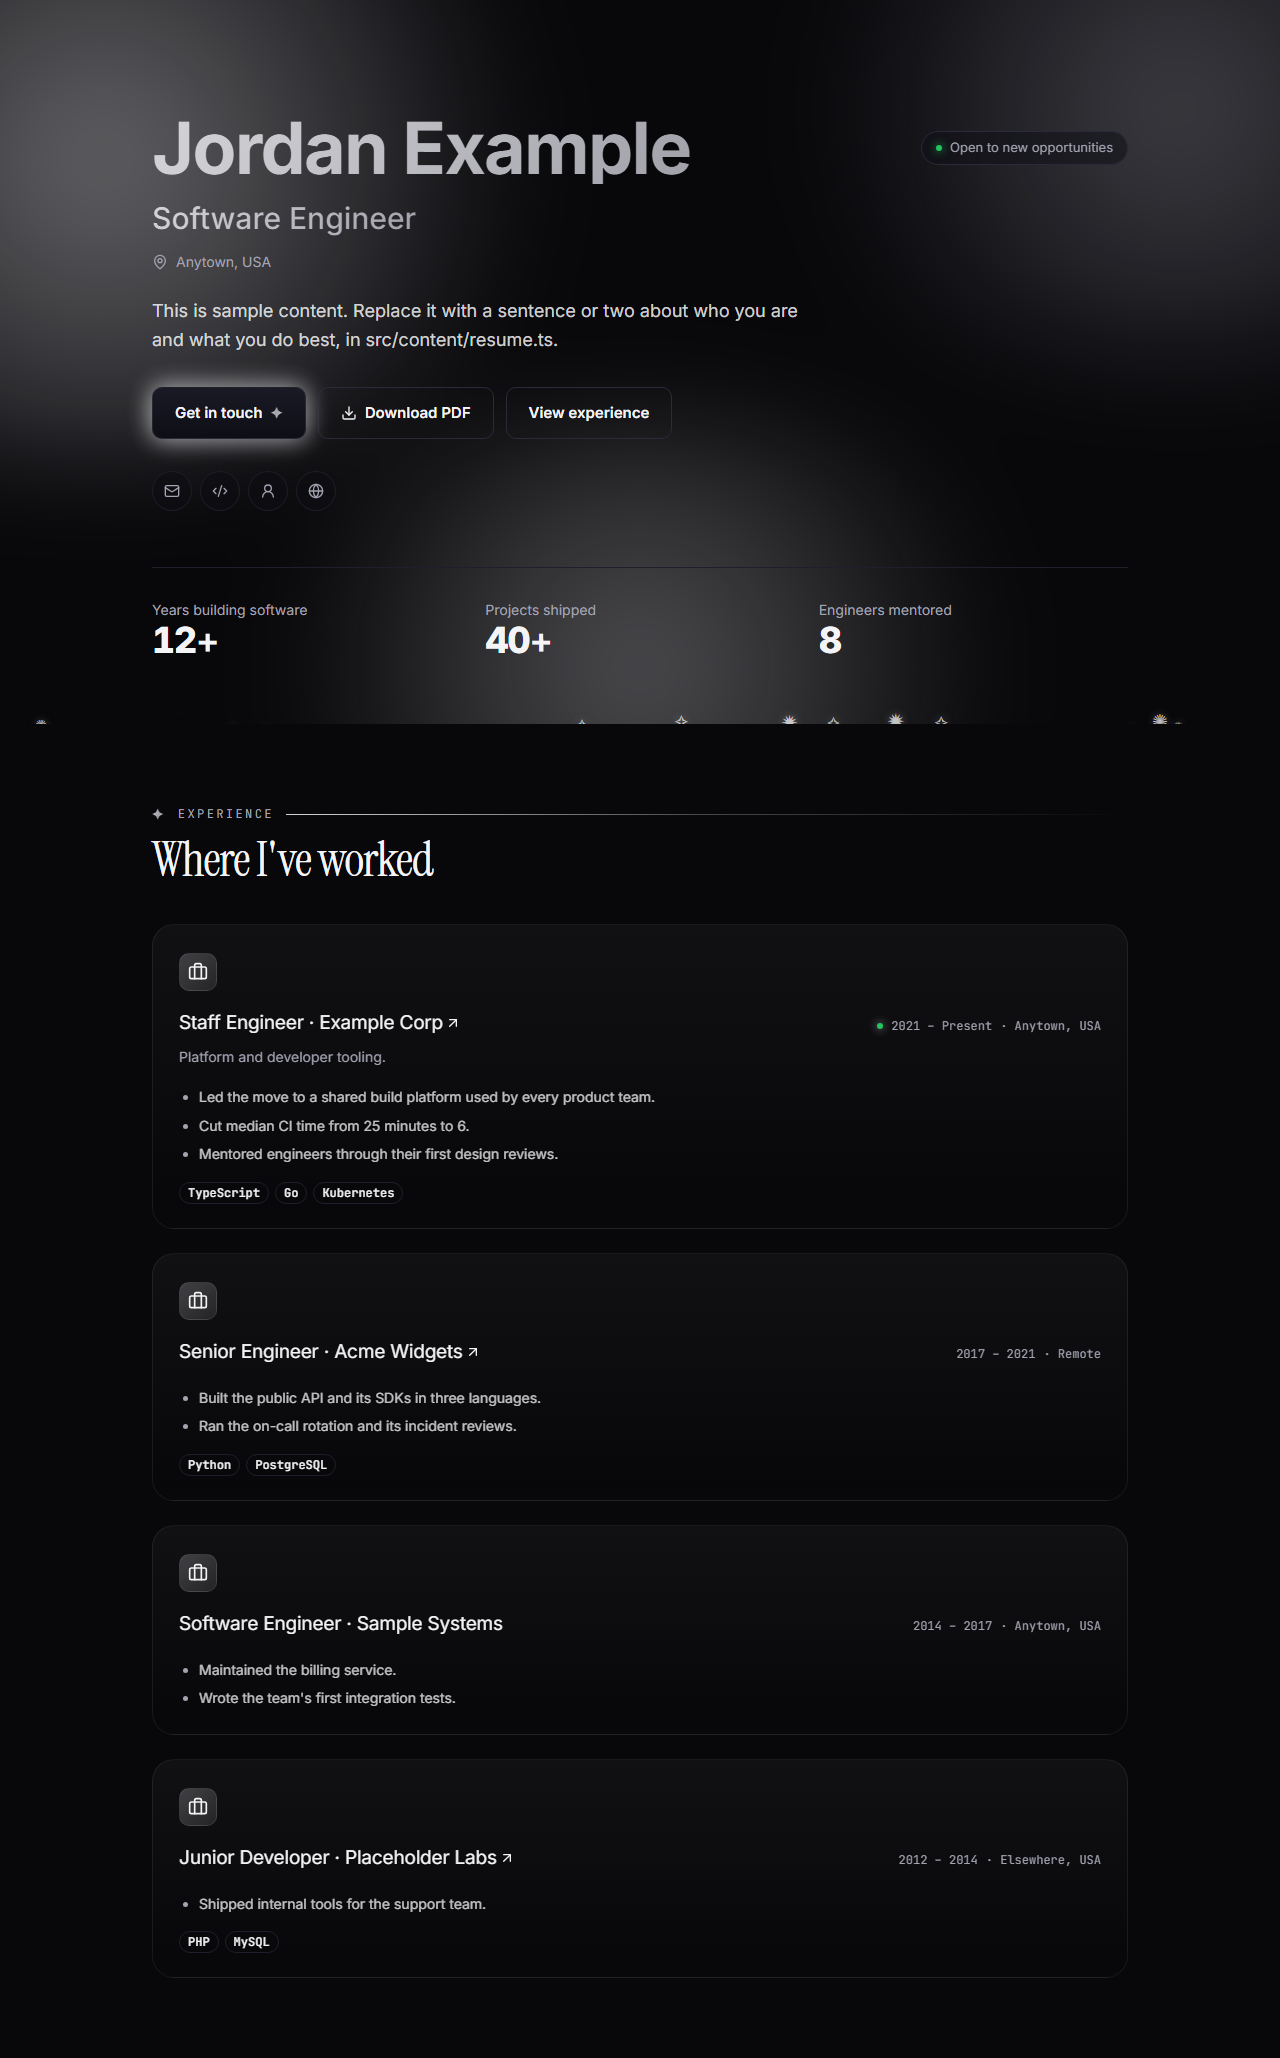 Jordan Example
Open to new opportunities
Software Engineer
Anytown, USA
This is sample content. Replace it with a sentence or two about who you are
and what you do best, in src/content/resume.ts.
Get in touch ✦
Download PDF
View experience
Years building software
Projects shipped
Engineers mentored
12+
40+
8
✦ EXPERIENCE
Where I've worked
Staff Engineer · Example Corp ↗
2021 – Present · Anytown, USA
Platform and developer tooling.
• Led the move to a shared build platform used by every product team.
• Cut median CI time from 25 minutes to 6.
• Mentored engineers through their first design reviews.
TypeScript Go Kubernetes
Senior Engineer · Acme Widgets ↗
2017 – 2021 · Remote
• Built the public API and its SDKs in three languages.
• Ran the on-call rotation and its incident reviews.
Python PostgreSQL
Software Engineer · Sample Systems
2014 – 2017 · Anytown, USA
• Maintained the billing service.
• Wrote the team's first integration tests.
Junior Developer · Placeholder Labs ↗
2012 – 2014 · Elsewhere, USA
• Shipped internal tools for the support team.
PHP MySQL